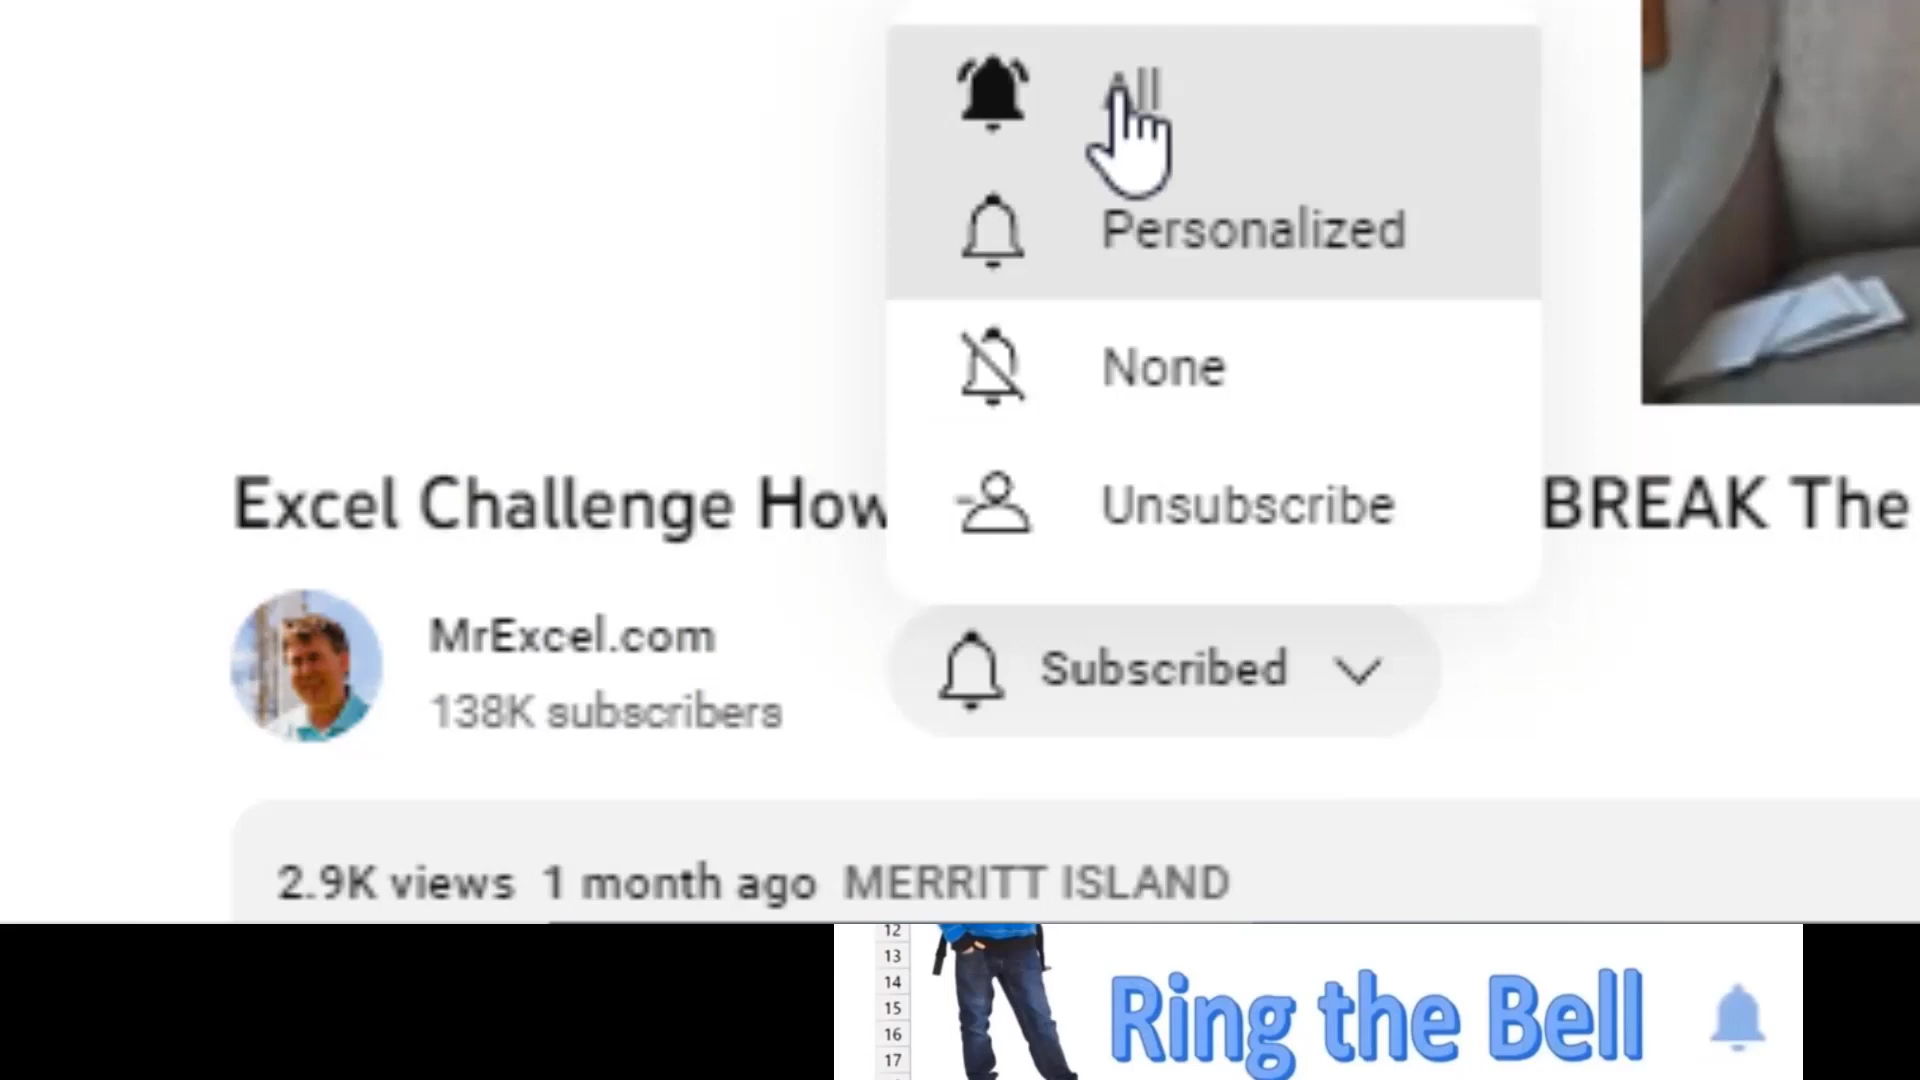 All
Personalized
None
Unsubscribe
Excel Challenge How
BREAK The
MrExcel.com
138K subscribers
Subscribed
2.9K views 1 month ago MERRITT ISLAND
12
13
14
15
16
17
Ring the Bell